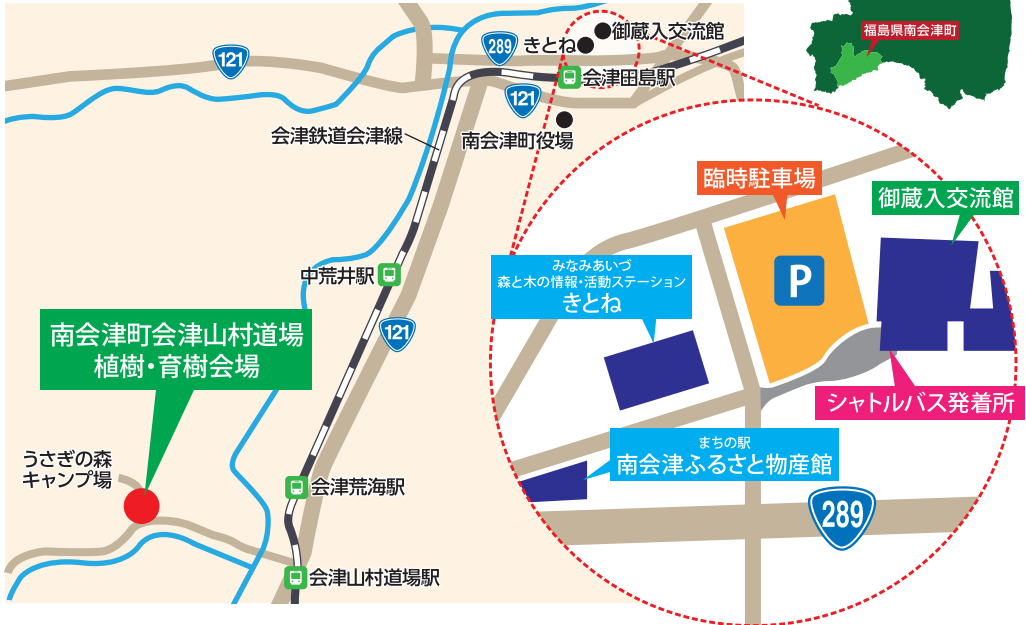 福島県南会津町
御蔵入交流館
きとね
289
121
会津田島駅
121
会津鉄道会津線
南会津町役場
臨時駐車場
御蔵入交流館
P
みなみあいづ
森と木の情報・活動ステーション
きとね
中荒井駅
121
南会津町会津山村道場
植樹・育樹会場
シャトルバス発着所
まちの駅
南会津ふるさと物産館
うさぎの森
キャンプ場
会津荒海駅
289
会津山村道場駅